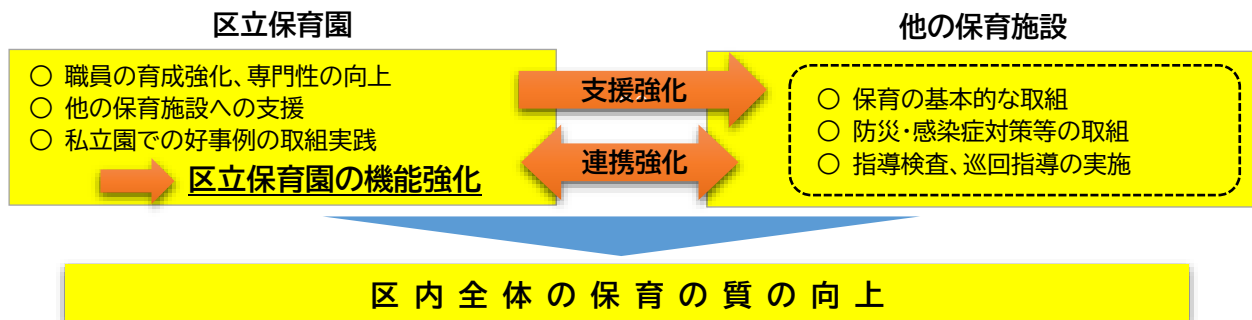 区立保育園
○ 職員の育成強化、専門性の向上
○ 他の保育施設への支援
○ 私立園での好事例の取組実践
区立保育園の機能強化
支援強化
連携強化
他の保育施設
○ 保育の基本的な取組
○ 防災・感染症対策等の取組
○ 指導検査、巡回指導の実施
区内全体の保育の質の向上